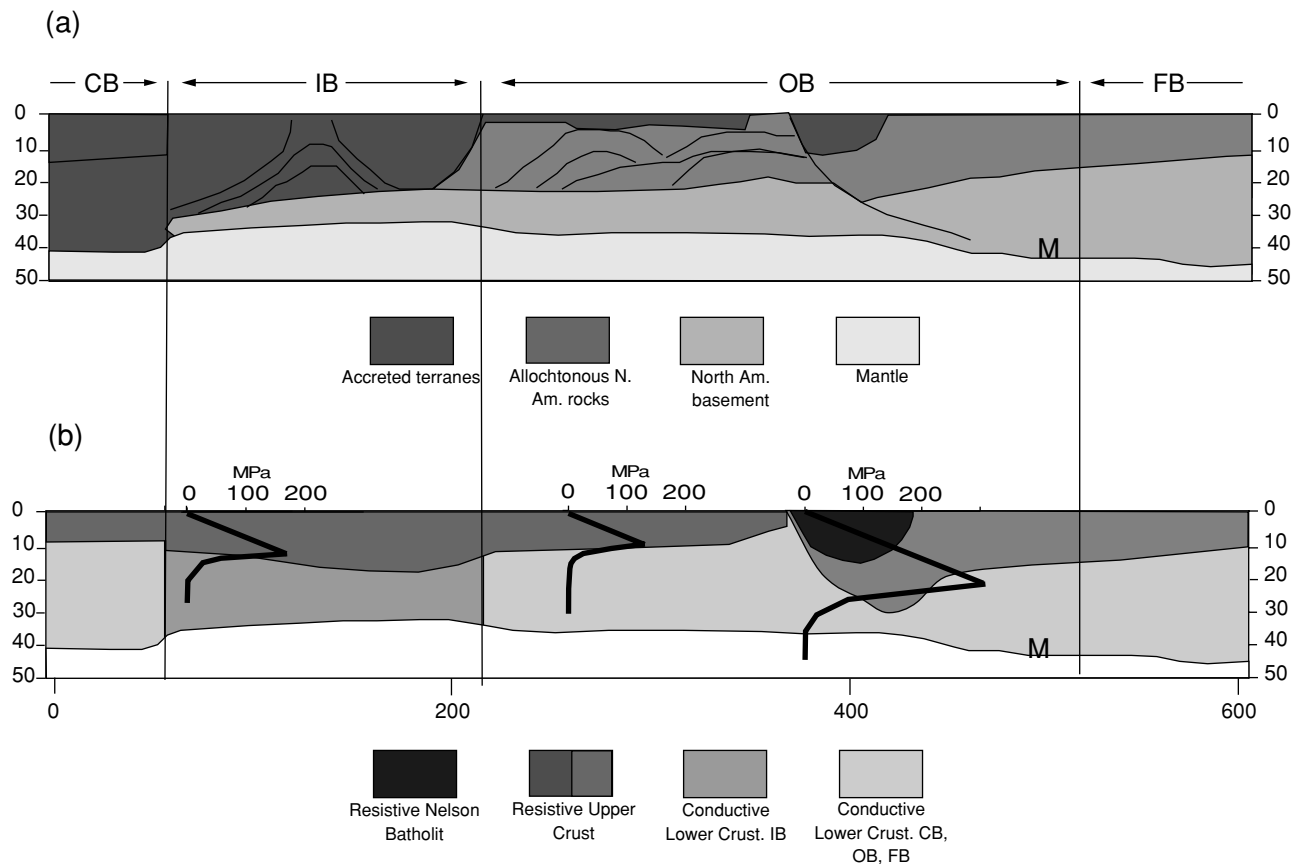 (a)
CB IB OB FB
0 0
10 10
20 20
30 30
40 M 40
50 50
Accreted terranes
Allochtonous N.
Am. rocks
North Am.
basement
Mantle
(b)
MPa MPa MPa
0 100 200 0 100 200 0 100 200
0 0
10 10
20 20
30 30
40 M 40
50 50
0 200 400 600
Resistive Nelson
Batholit
Resistive Upper
Crust
Conductive
Lower Crust. IB
Conductive
Lower Crust. CB,
OB, FB